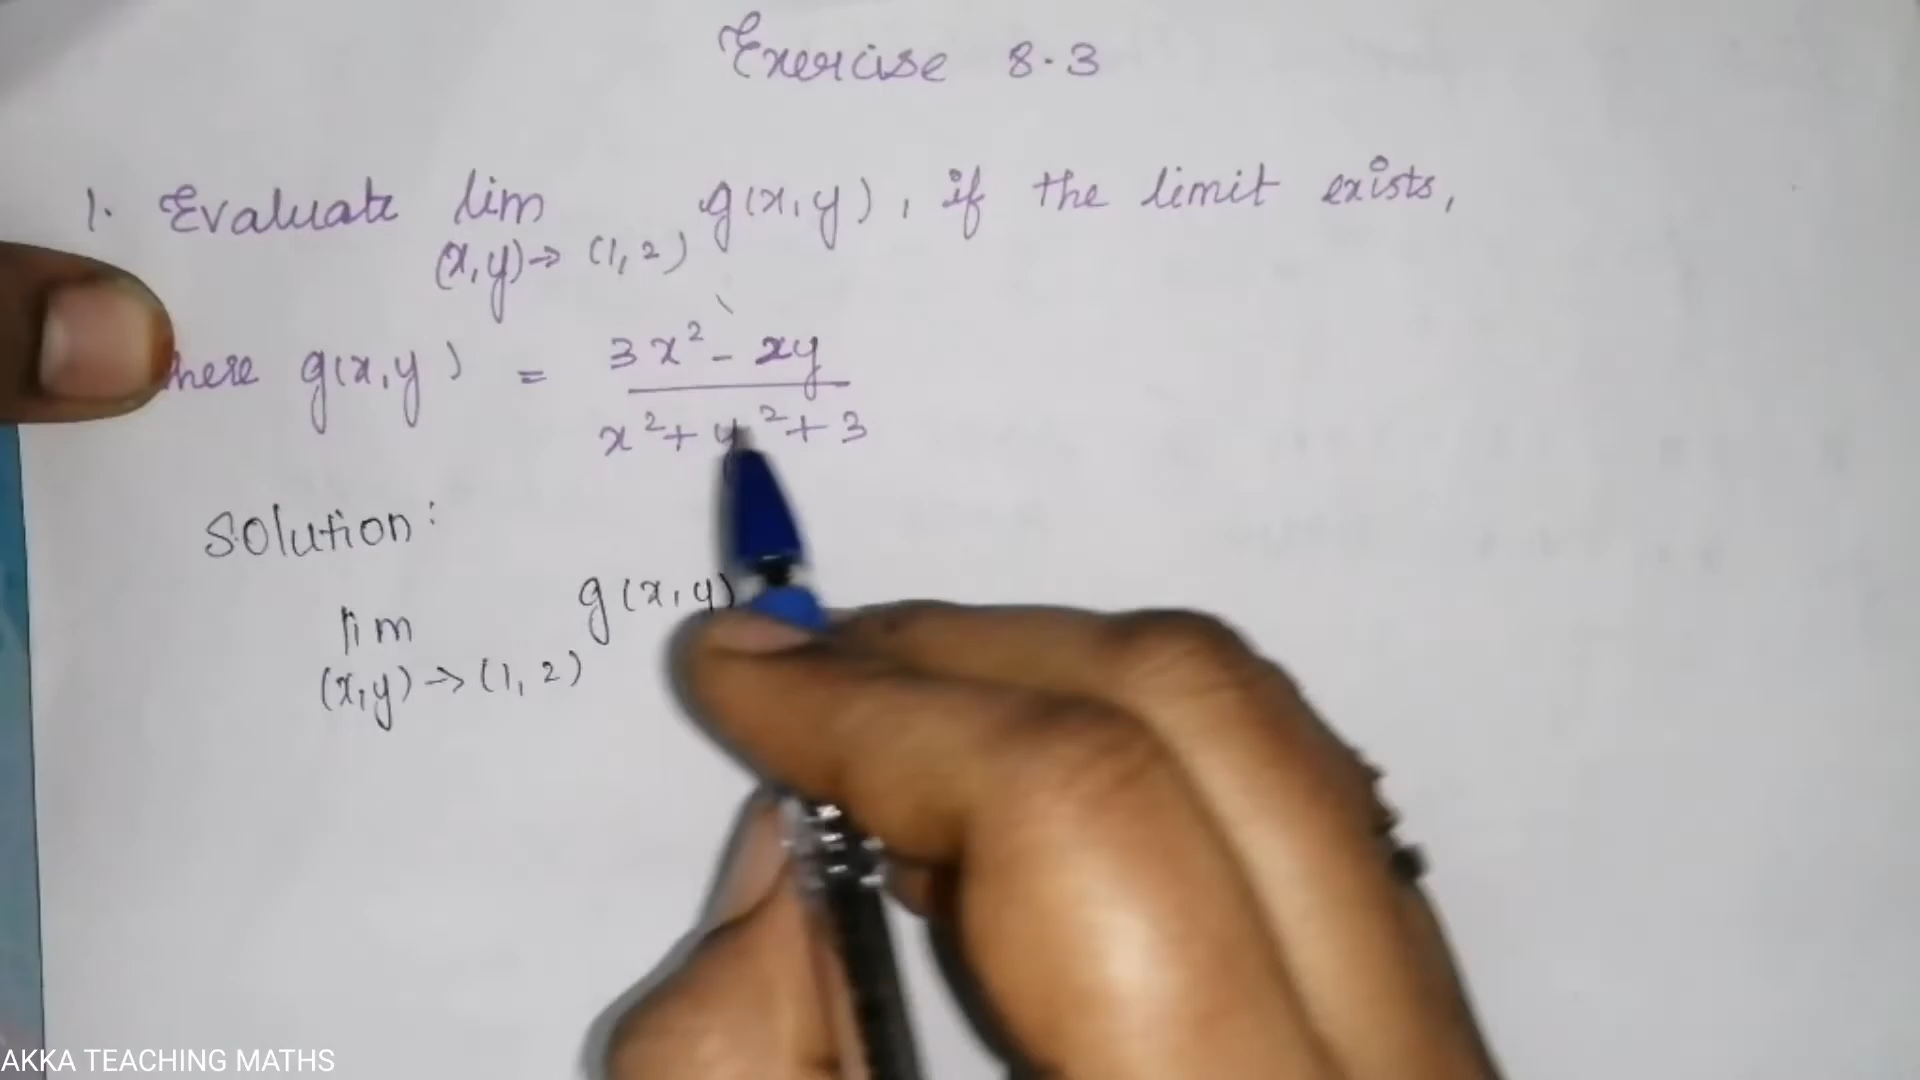 Exercise 8.3
1. Evaluate lim g(x,y), if the limit exists,
(x,y)→(1,2)
g(x,y) = 3x² - xy
x² + y² + 3
Solution:
lim g(x,y)
(x,y)→(1,2)
AKKA TEACHING MATHS